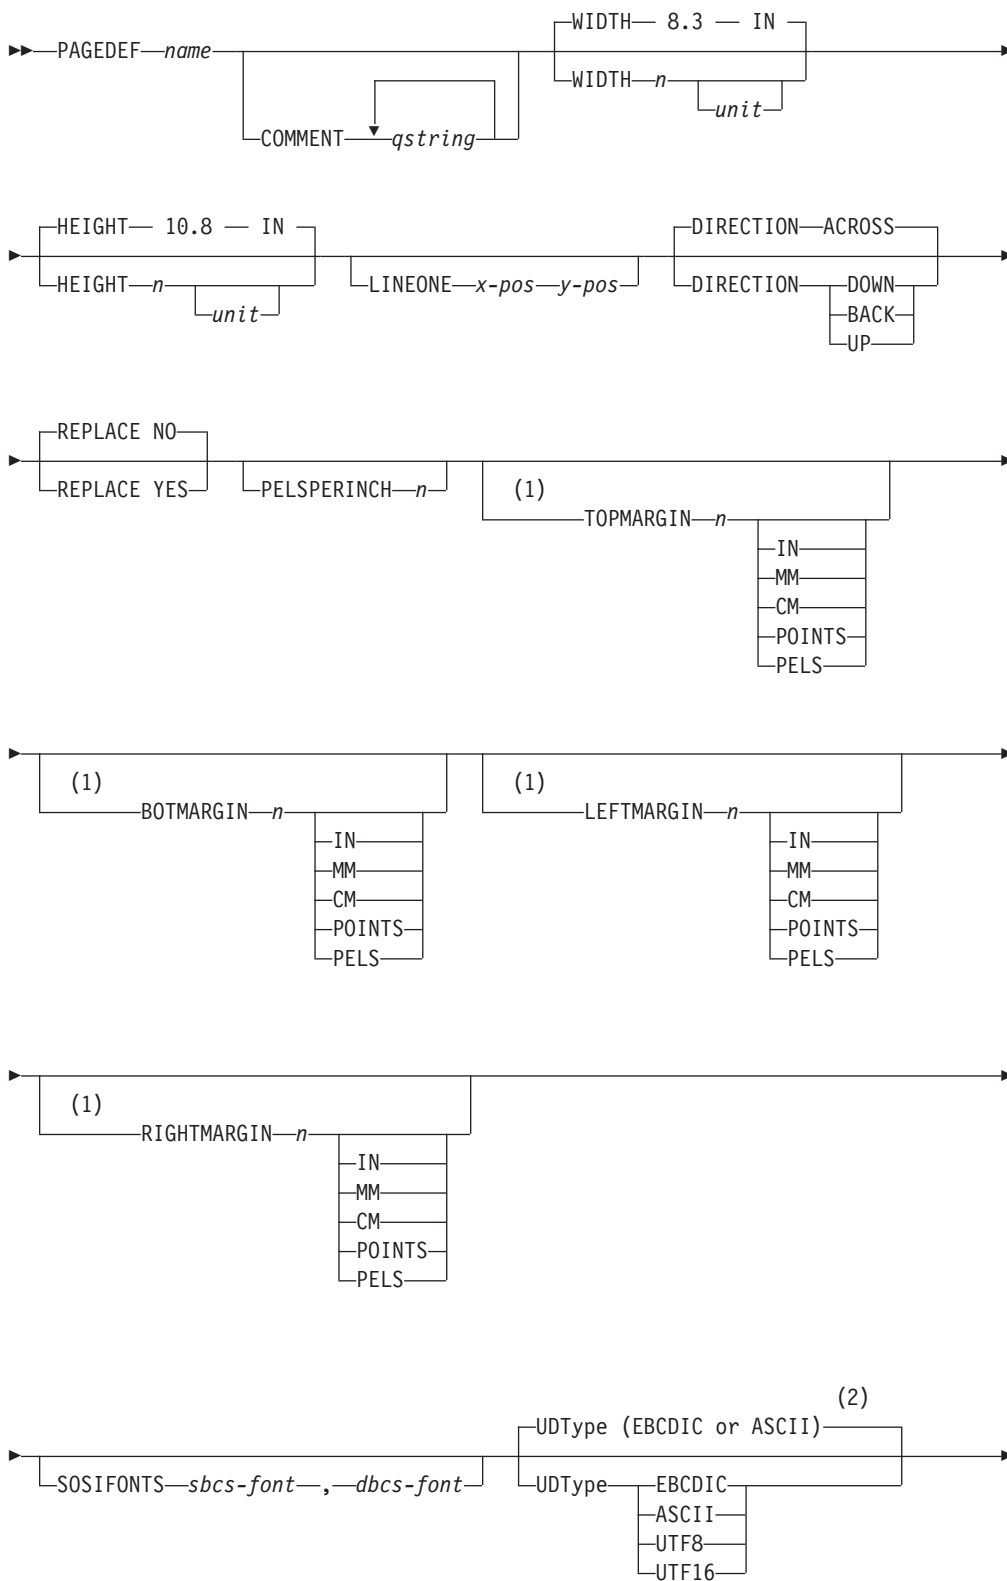 WIDTH 8.3 IN
PAGEDEF name
WIDTH n
unit
COMMENT qstring
HEIGHT 10.8 IN
DIRECTION ACROSS
HEIGHT n
LINEONE x-pos y-pos
DIRECTION DOWN
unit
BACK
UP
REPLACE NO
REPLACE YES
PELSPERINCH n
(1)
TOPMARGIN n
IN
MM
CM
POINTS
PELS
(1)
BOTMARGIN n
IN
MM
CM
POINTS
PELS
(1)
LEFTMARGIN n
IN
MM
CM
POINTS
PELS
(1)
RIGHTMARGIN n
IN
MM
CM
POINTS
PELS
(2)
UDType (EBCDIC or ASCII)
SOSIFONTS sbcs-font , dbcs-font
UDType EBCDIC
ASCII
UTF8
UTF16